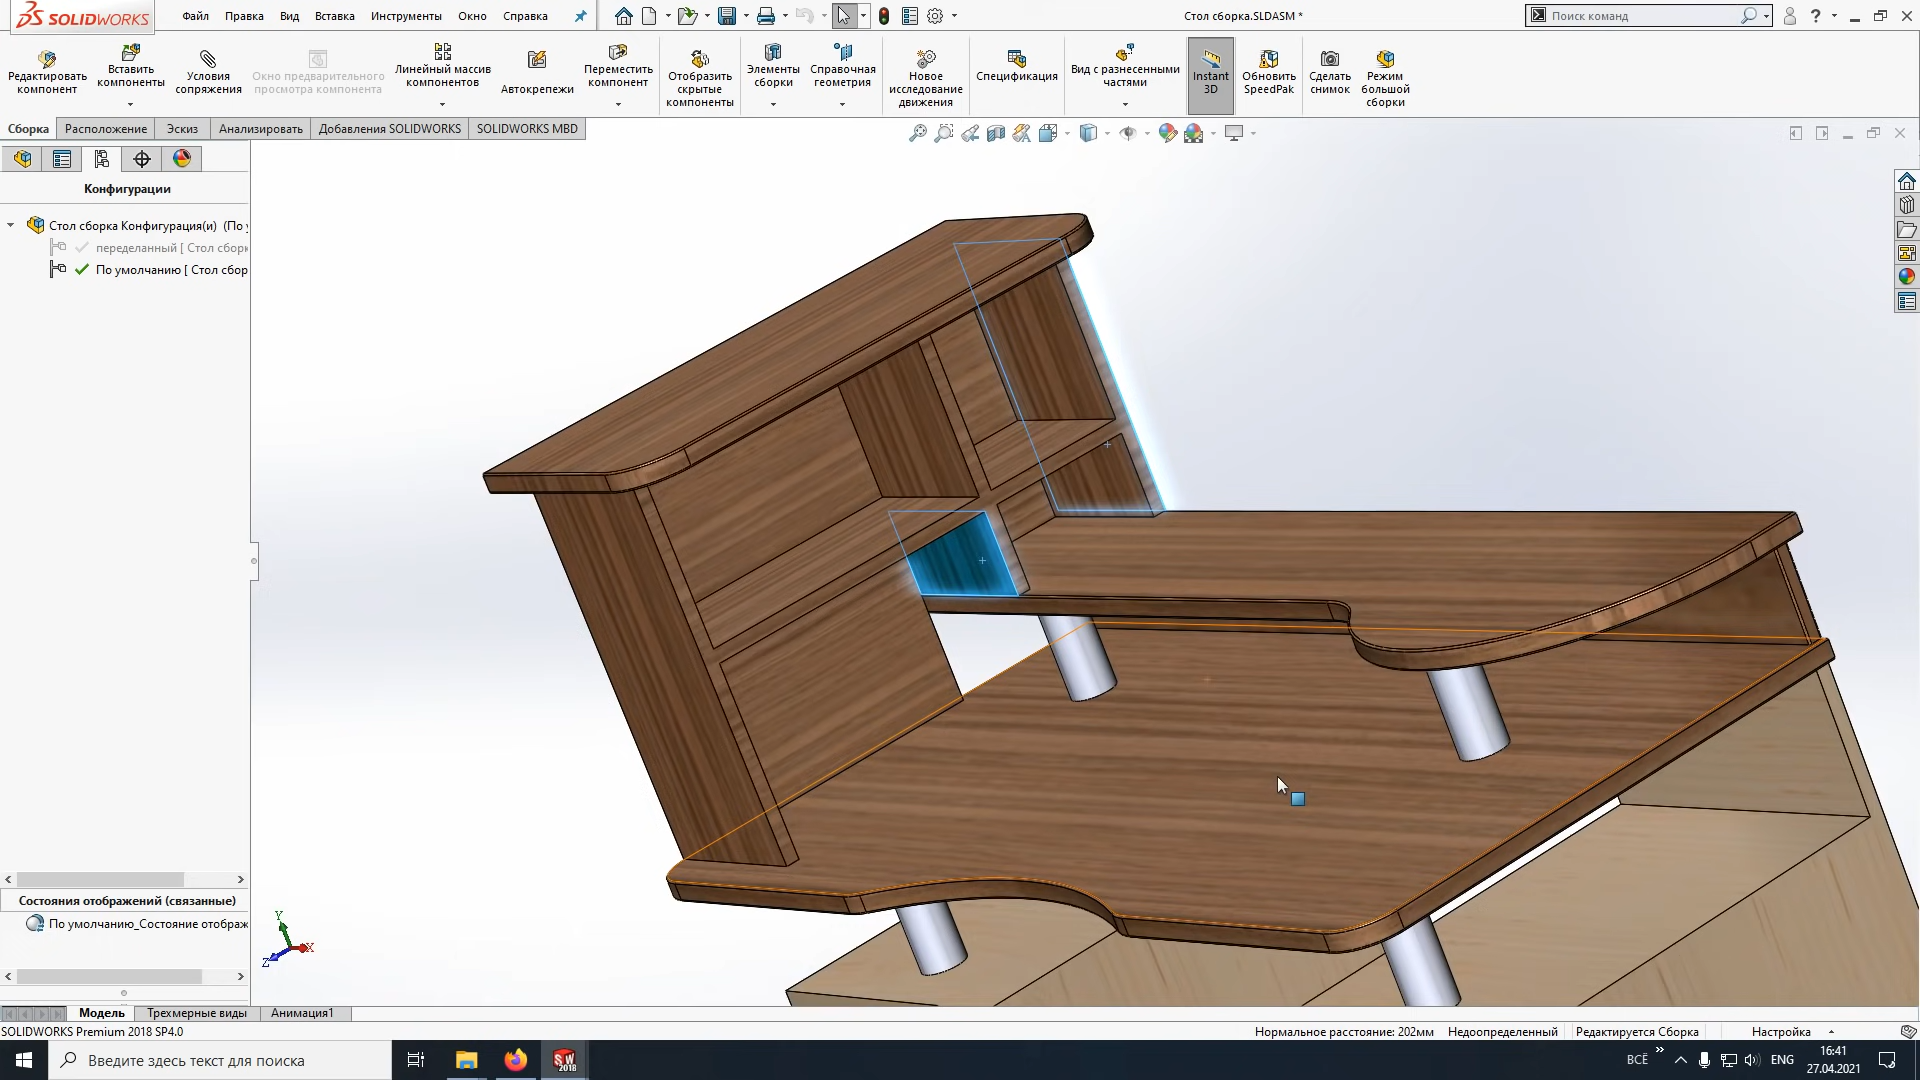 SOLIDWORKS
Файл Правка Вид Вставка Инструменты Окно Справка
Стол сборка.SLDASM *
Поиск команд
?
Редактировать компонент
Вставить компоненты
Условия сопряжения
Окно предварительного просмотра компонента
Линейный массив компонентов
Автокрепежи
Переместить компонент
Отобразить скрытые компоненты
Элементы сборки
Справочная геометрия
Новое исследование движения
Спецификация
Вид с разнесенными частями
Instant 3D
Обновить SpeedPak
Сделать снимок
Режим большой сборки
Сборка Расположение Эскиз Анализировать Добавления SOLIDWORKS SOLIDWORKS MBD
Конфигурации
Стол сборка Конфигурация(и) (По у
переделанный [ Стол сборк
По умолчанию [ Стол сбор
Состояния отображений (связанные)
По умолчанию_Состояние отображ
Y
X
Z
Модель Трехмерные виды Анимация1
SOLIDWORKS Premium 2018 SP4.0
Нормальное расстояние: 202мм Недоопределенный Редактируется Сборка Настройка
Введите здесь текст для поиска
SW
2018
ВСЁ
ENG
16:41
27.04.2021